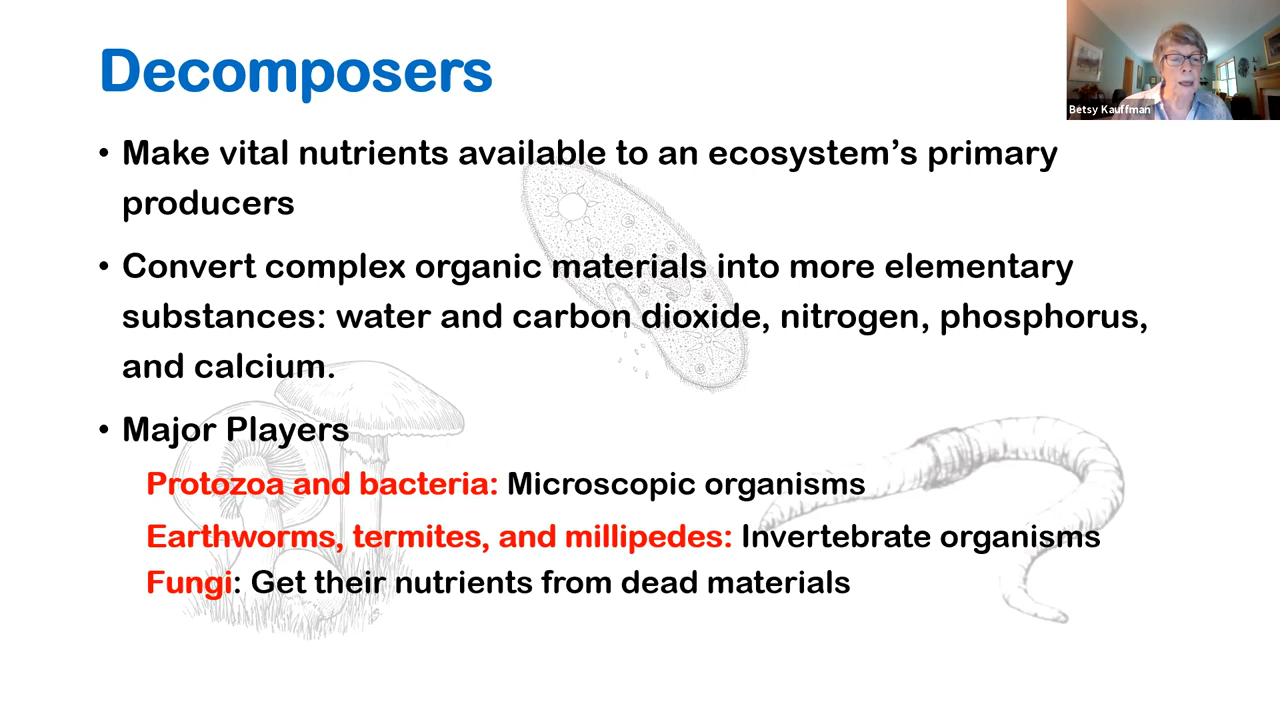 Decomposers
Betsy Kauffman
• Make vital nutrients available to an ecosystem’s primary
producers
• Convert complex organic materials into more elementary
substances: water and carbon dioxide, nitrogen, phosphorus,
and calcium.
• Major Players
Protozoa and bacteria: Microscopic organisms
Earthworms, termites, and millipedes: Invertebrate organisms
Fungi: Get their nutrients from dead materials